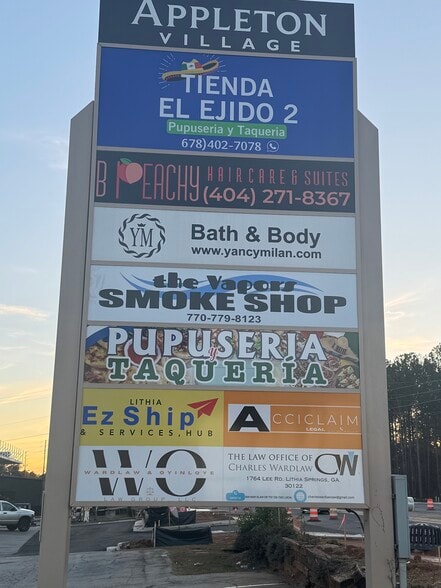 APPLETON
VILLAGE
TIENDA
EL EJIDO 2
Pupuseria y Taqueria
678)402-7078
B PEACHY HAIR CARE & SUITES
(404) 271-8367
YM
Bath & Body
www.yancymilan.com
the Vapors
SMOKE SHOP
770-779-8123
PUPUSERIA
y
TAQUERÍA
LITHIA
Ez Ship
& SERVICES, HUB
ACCICLAIM
LEGAL
WO
WARDLAW & OYINLOYE
LAW GROUP, LLC
THE LAW OFFICE OF
CHARLES WARDLAW
CW
1764 LEE RD. LITHIA SPRINGS, GA.
30122